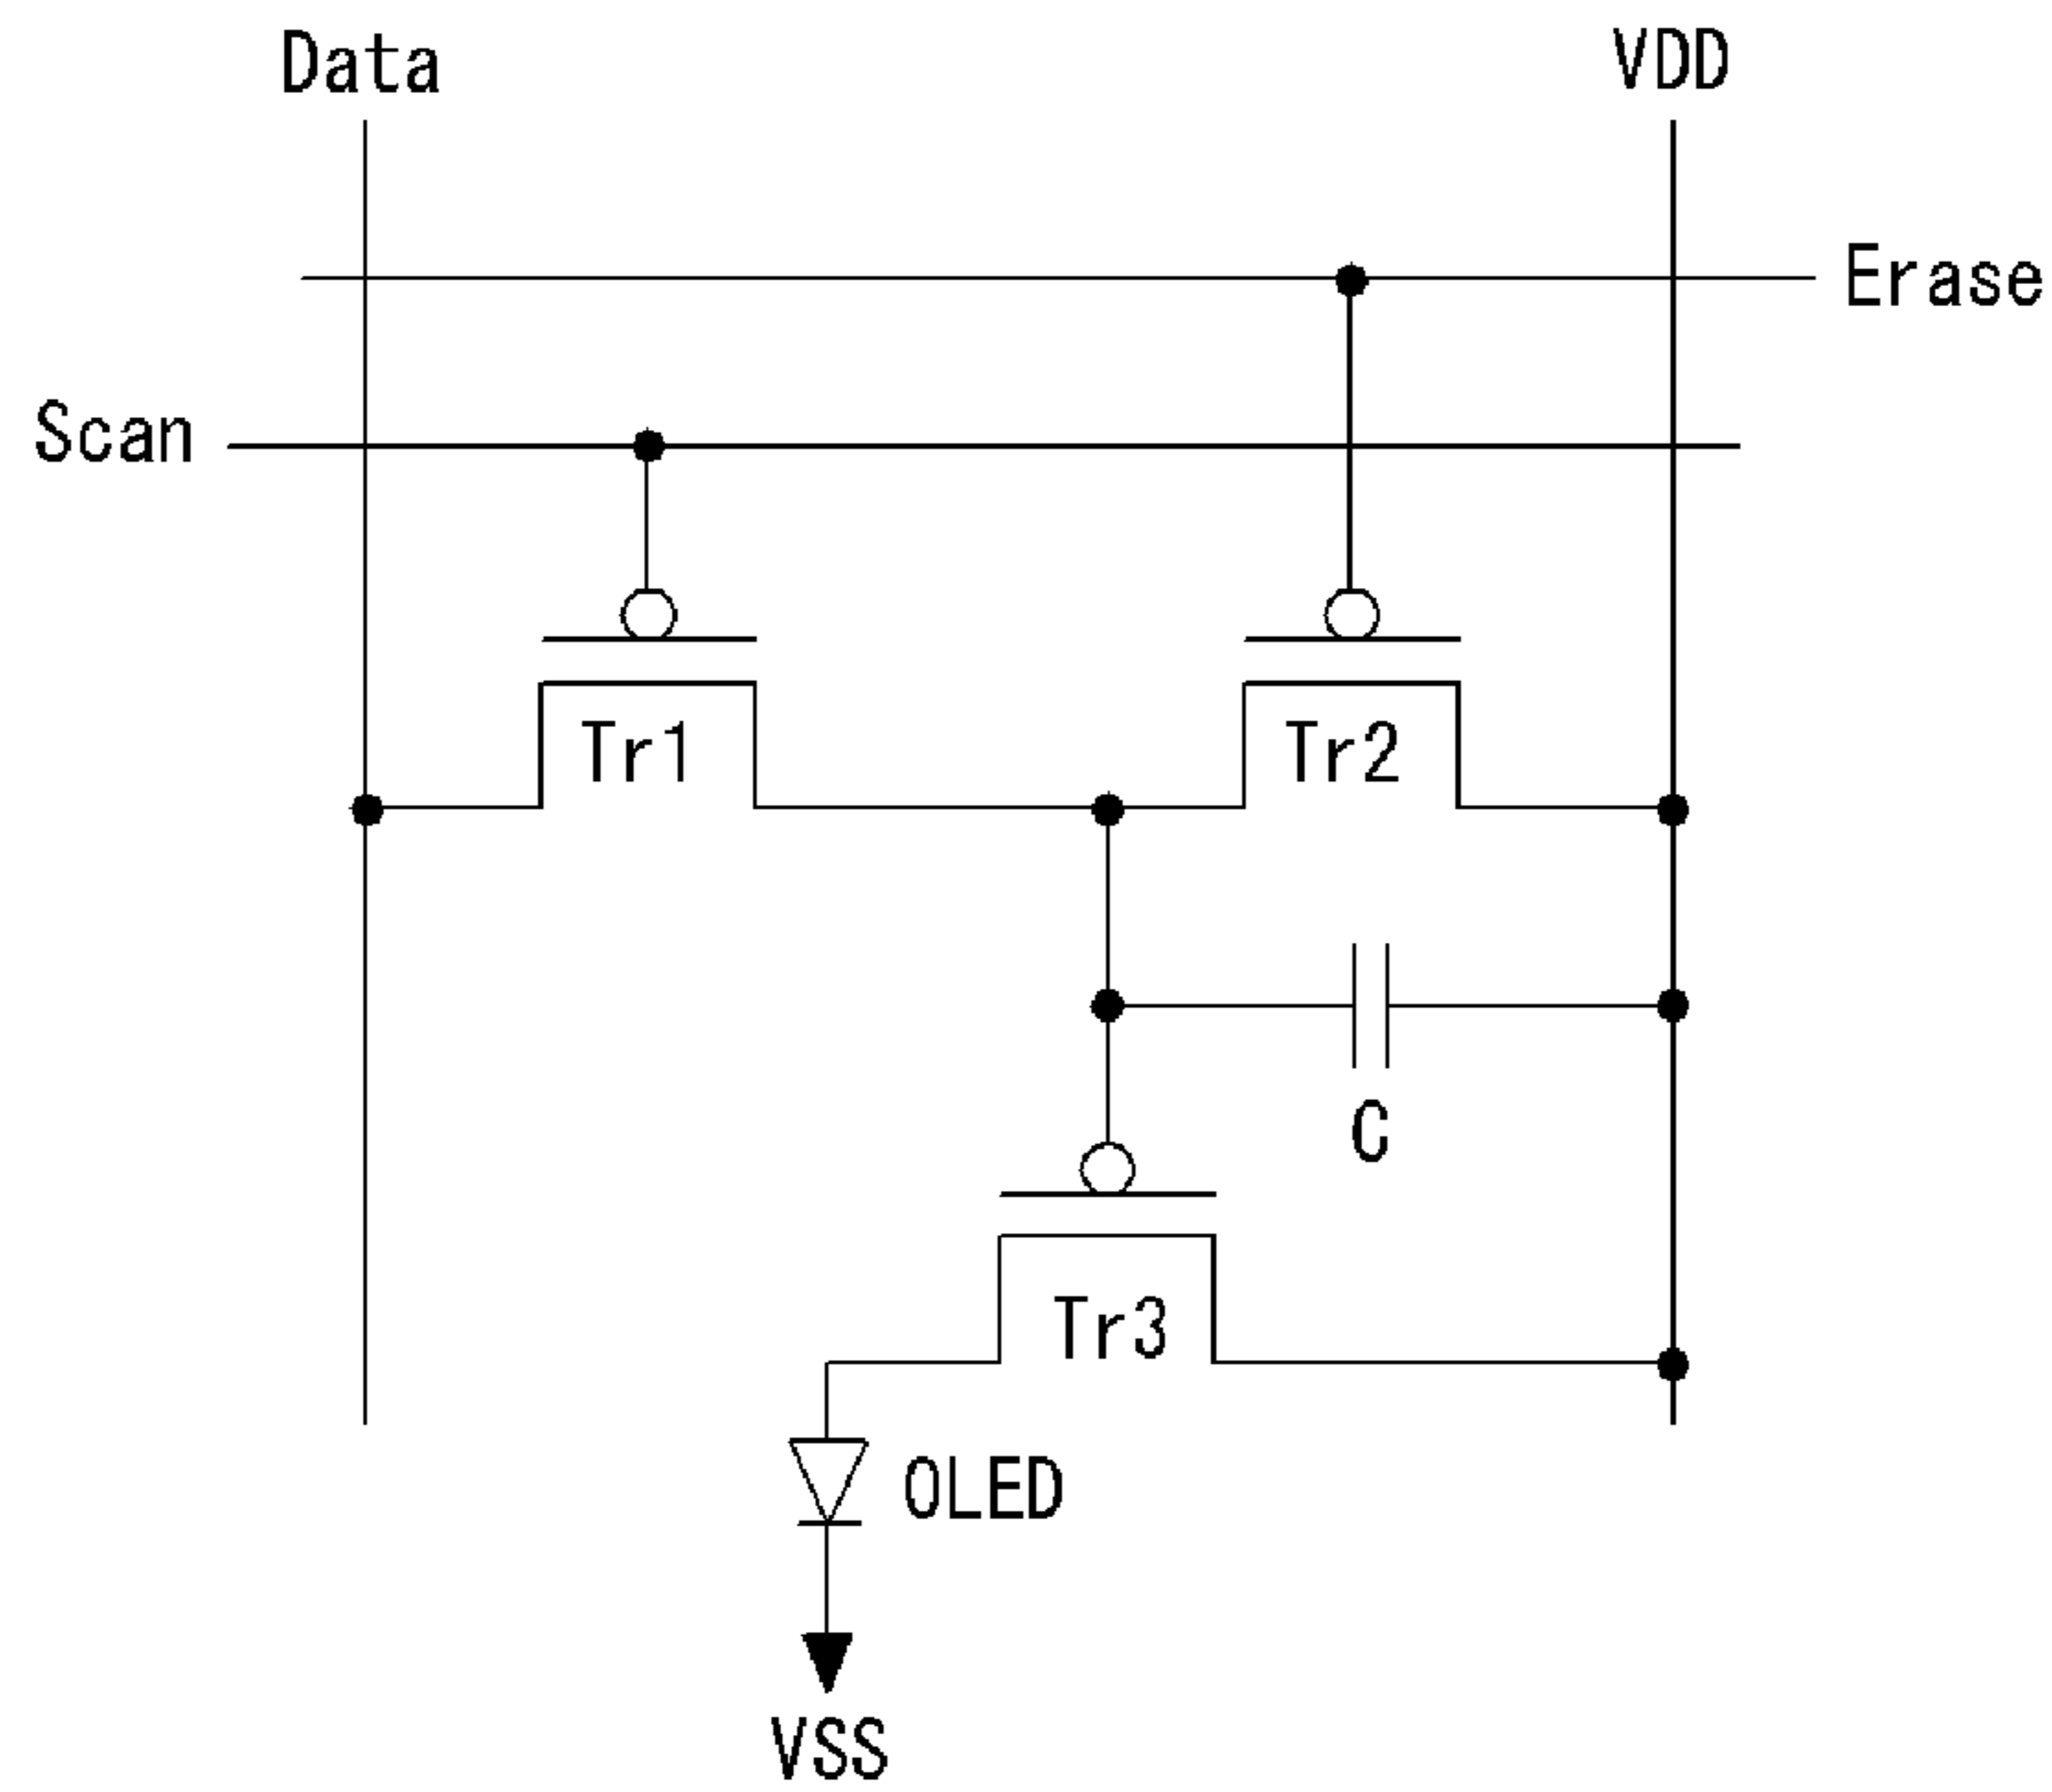 Data
VDD
Erase
Scan
Tr1
Tr2
C
Tr3
OLED
VSS